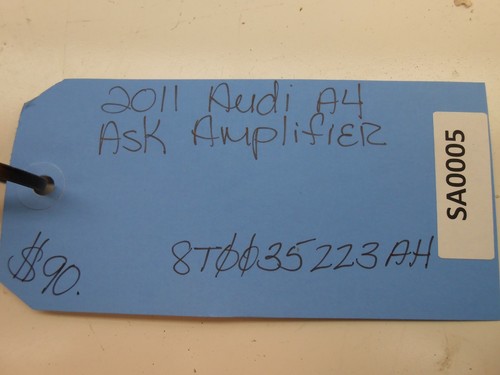 2011 Audi A4
Ask Amplifier
SA0005
$90.
8T0035223AH